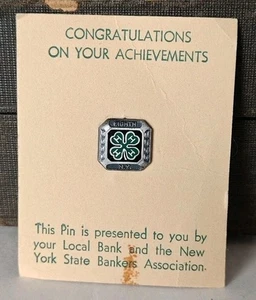 CONGRATULATIONS
ON YOUR ACHIEVEMENTS
EIGHTH
H H
H H
N.Y.
This Pin is presented to you by
your Local Bank and the New
York State Bankers Association.